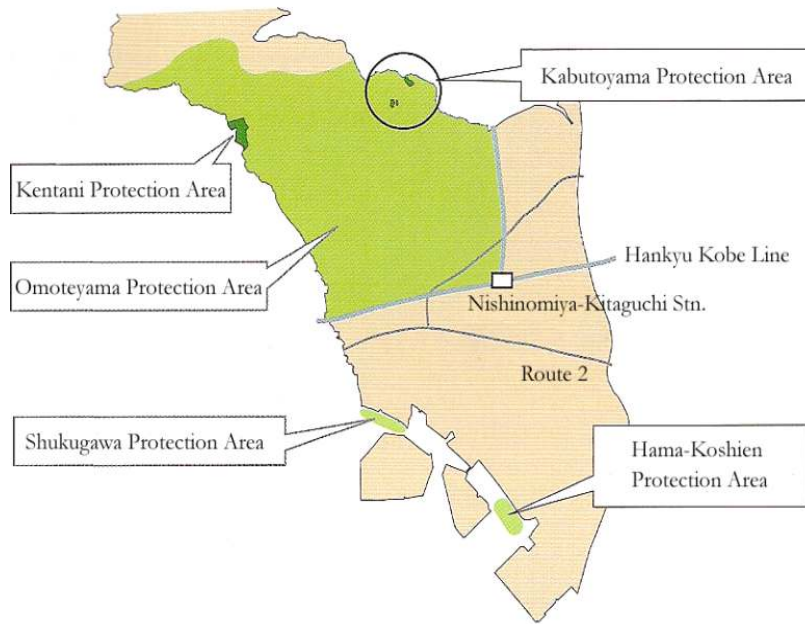 Kabutoyama Protection Area
Kentani Protection Area
Hankyu Kobe Line
Omoteyama Protection Area
Nishinomiya-Kitaguchi Stn.
Route 2
Shukugawa Protection Area
Hama-Koshien
Protection Area